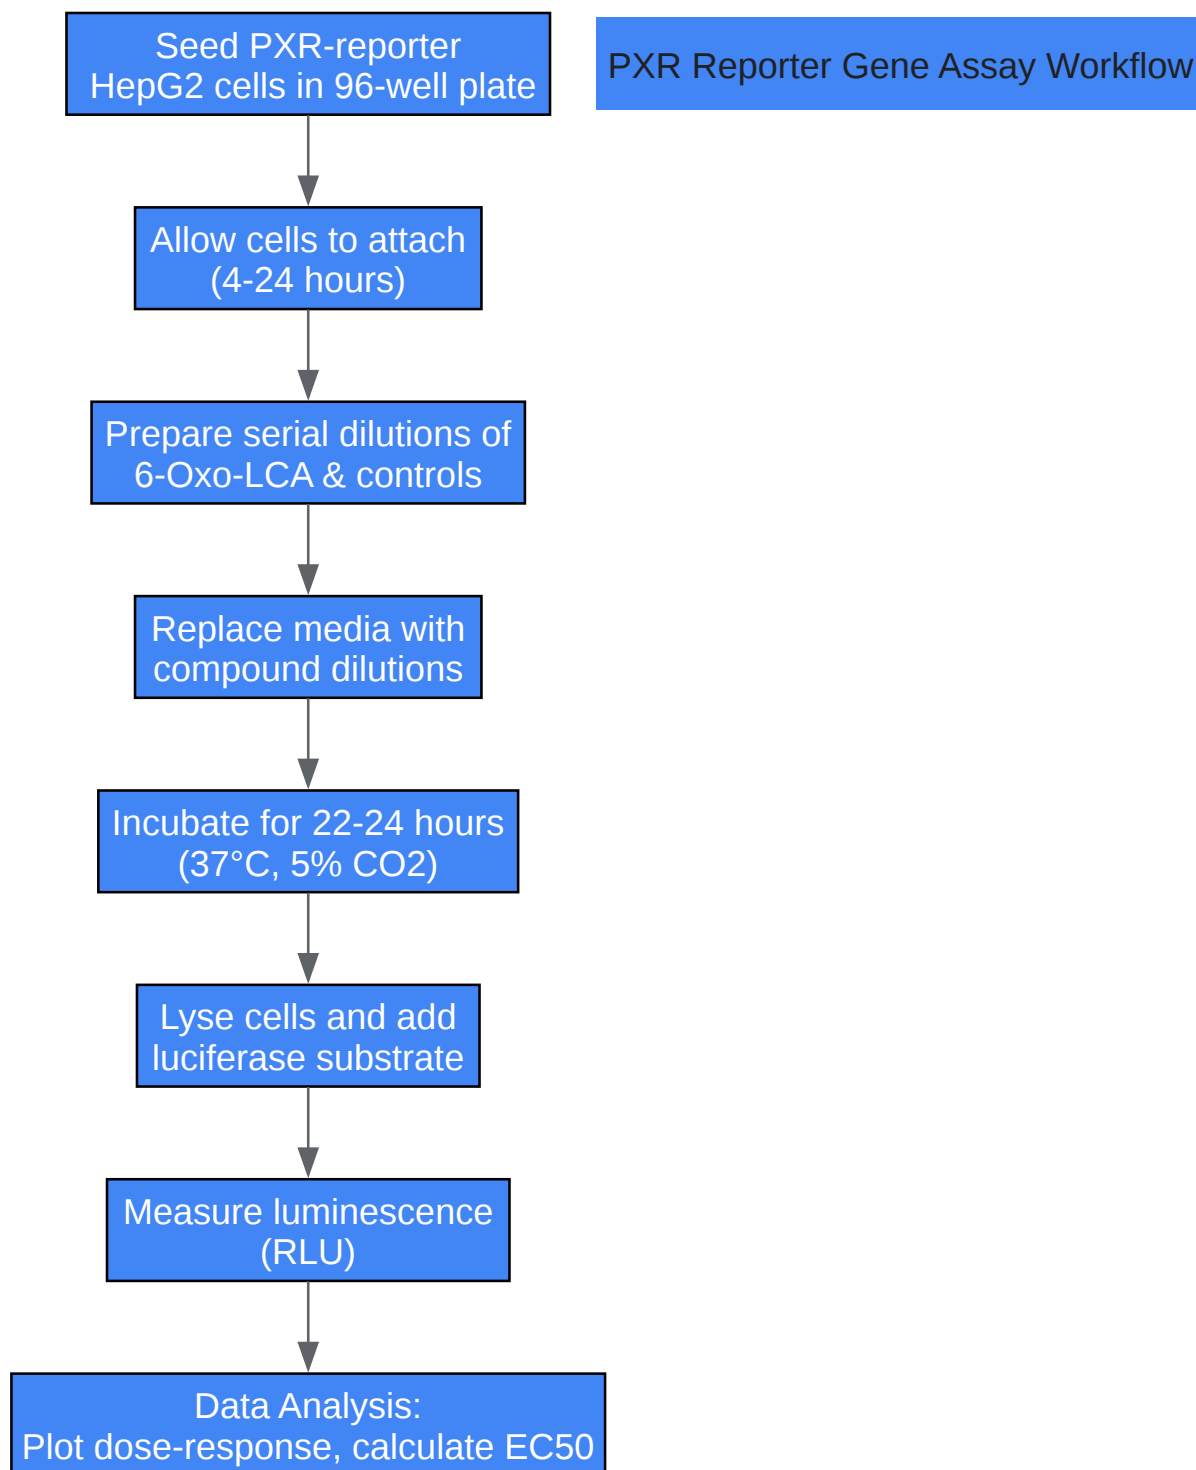 Seed PXR-reporter
HepG2 cells in 96-well plate
PXR Reporter Gene Assay Workflow
Allow cells to attach
(4-24 hours)
Prepare serial dilutions of
6-Oxo-LCA & controls
Replace media with
compound dilutions
Incubate for 22-24 hours
(37°C, 5% CO2)
Lyse cells and add
luciferase substrate
Measure luminescence
(RLU)
Data Analysis:
Plot dose-response, calculate EC50